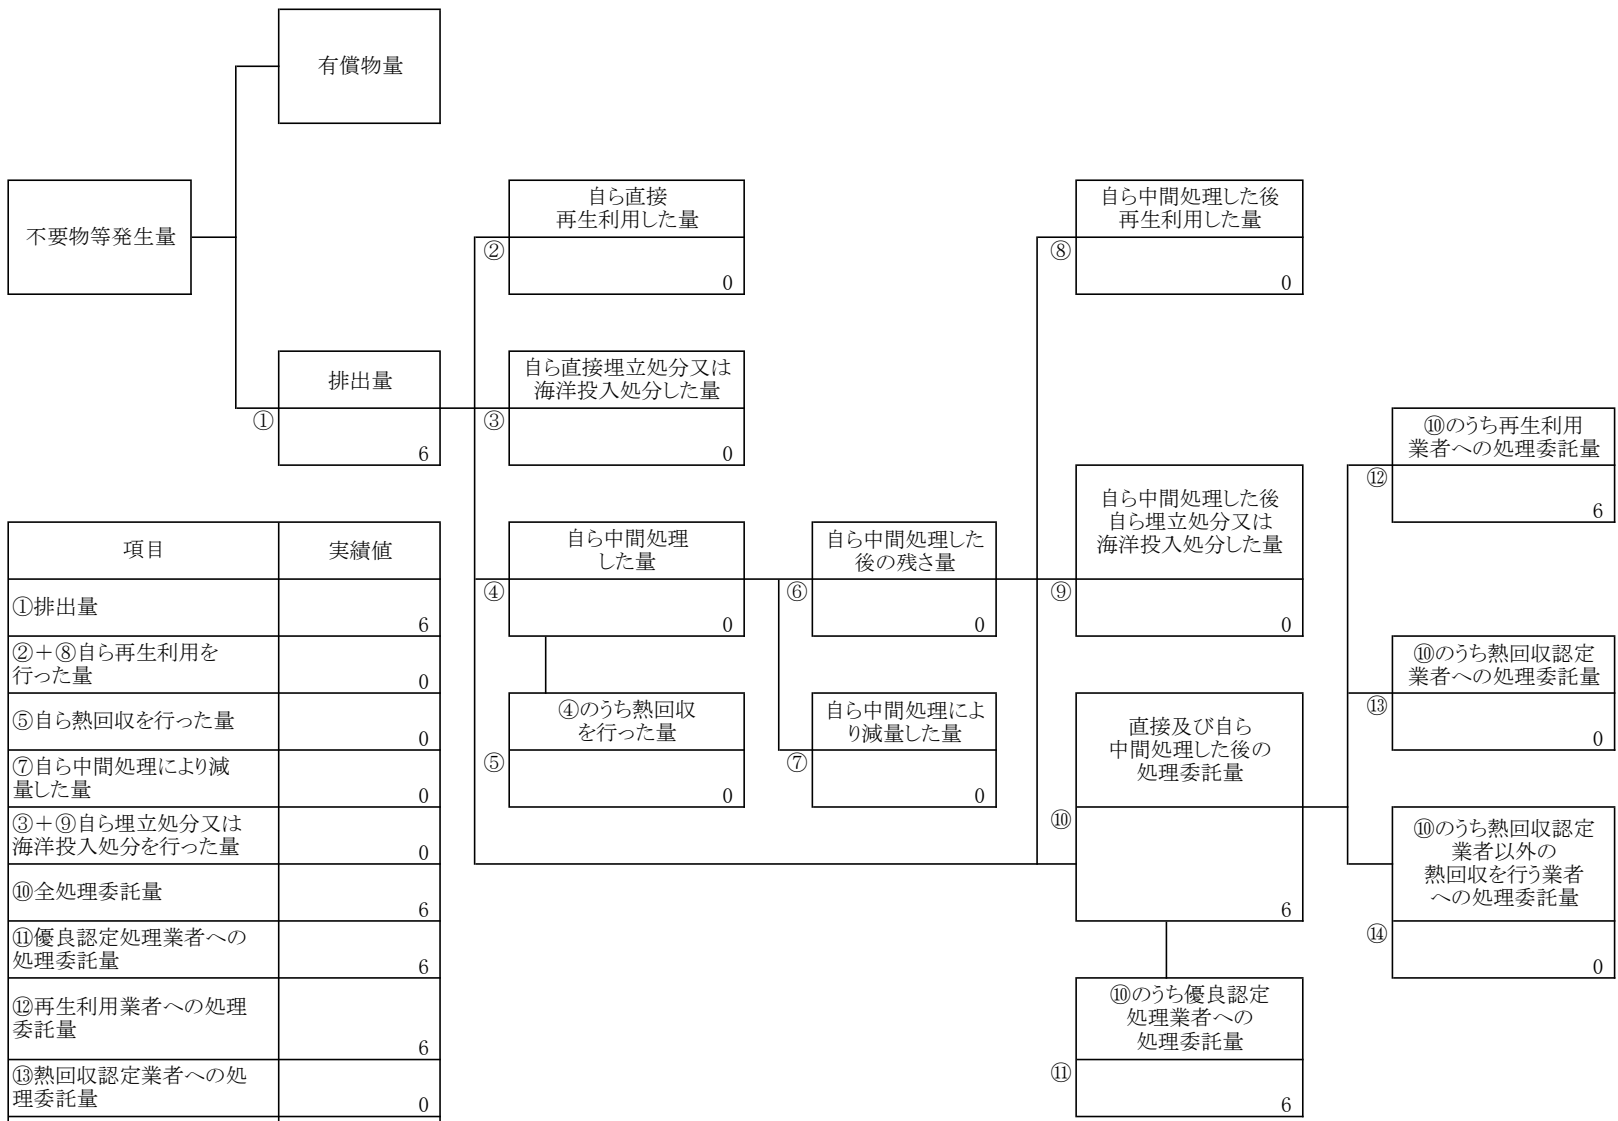 有償物量
不要物等発生量
自ら直接
再生利用した量
②
0
自ら中間処理した後
再生利用した量
⑧
0
排出量
①
6
自ら直接埋立処分又は
海洋投入処分した量
③
0
⑩のうち再生利用
業者への処理委託量
⑫
6
自ら中間処理した後
自ら埋立処分又は
海洋投入処分した量
⑨
0
自ら中間処理
した量
④
0
自ら中間処理した
後の残さ量
⑥
0
④のうち熱回収
を行った量
⑤
0
自ら中間処理によ
り減量した量
⑦
0
直接及び自ら
中間処理した後の
処理委託量
⑩
6
⑩のうち熱回収認定
業者への処理委託量
⑬
0
⑩のうち熱回収認定
業者以外の
熱回収を行う業者
への処理委託量
⑭
0
⑩のうち優良認定
処理業者への
処理委託量
⑪
6
項目 実績値
①排出量
6
②＋⑧自ら再生利用を
行った量
0
⑤自ら熱回収を行った量
0
⑦自ら中間処理により減
量した量
0
③＋⑨自ら埋立処分又は
海洋投入処分を行った量
0
⑩全処理委託量
6
⑪優良認定処理業者への
処理委託量
6
⑫再生利用業者への処理
委託量
6
⑬熱回収認定業者への処
理委託量
0